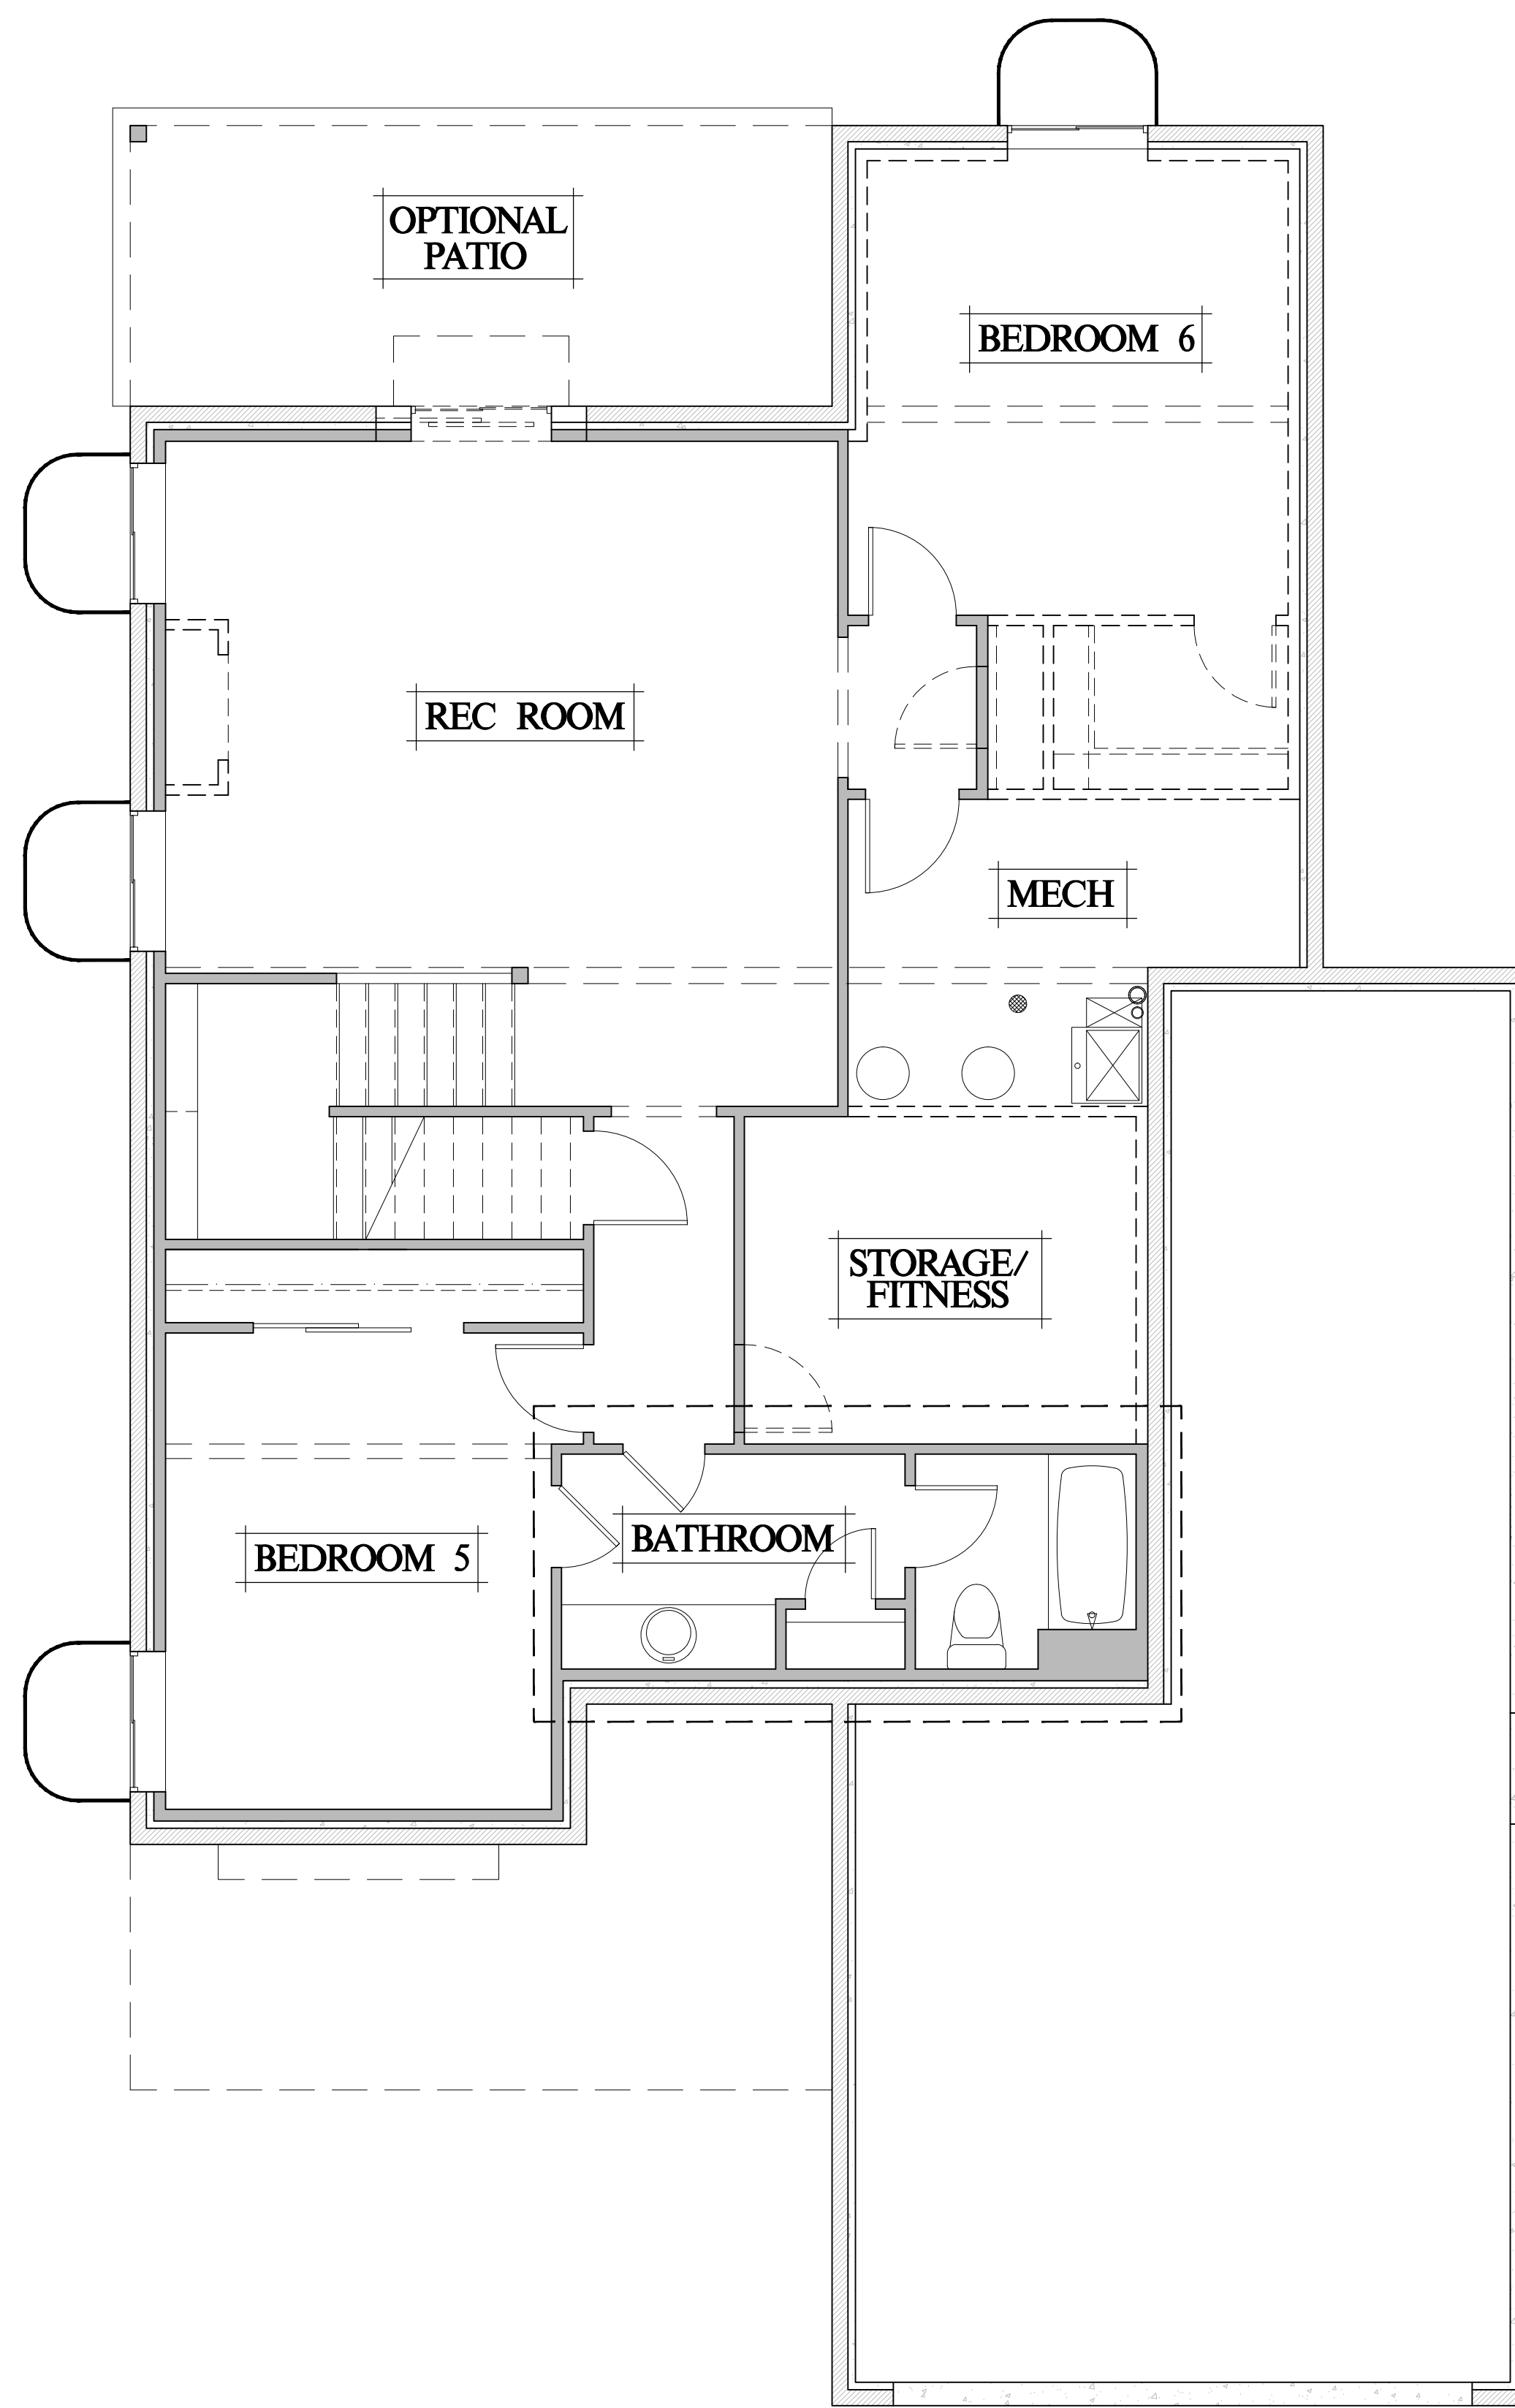 OPTIONAL
PATIO
BEDROOM 6
REC ROOM
MECH
STORAGE/
FITNESS
BATHROOM
BEDROOM 5